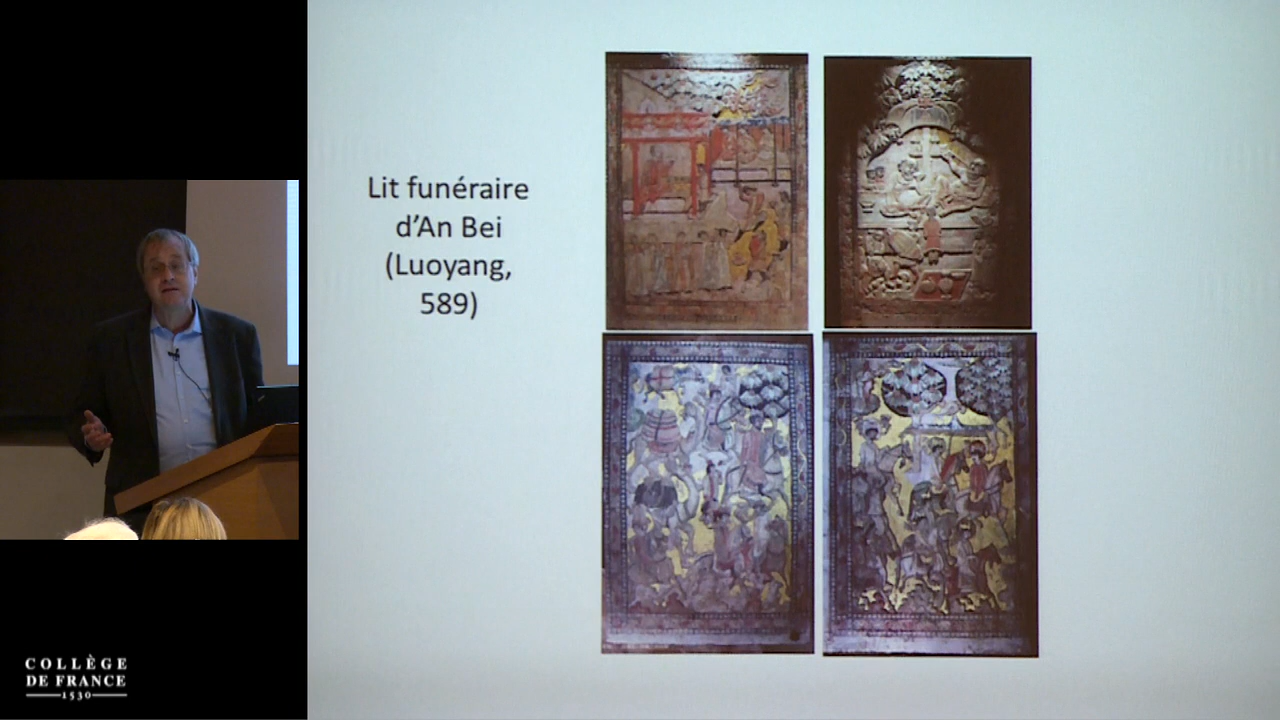 Lit funéraire
d’An Bei
(Luoyang,
589)
COLLÈGE
DE FRANCE
1530